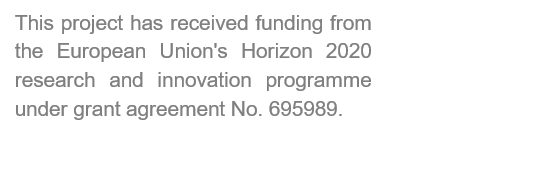 This project has received funding from
the European Union's Horizon 2020
research and innovation programme
under grant agreement No. 695989.